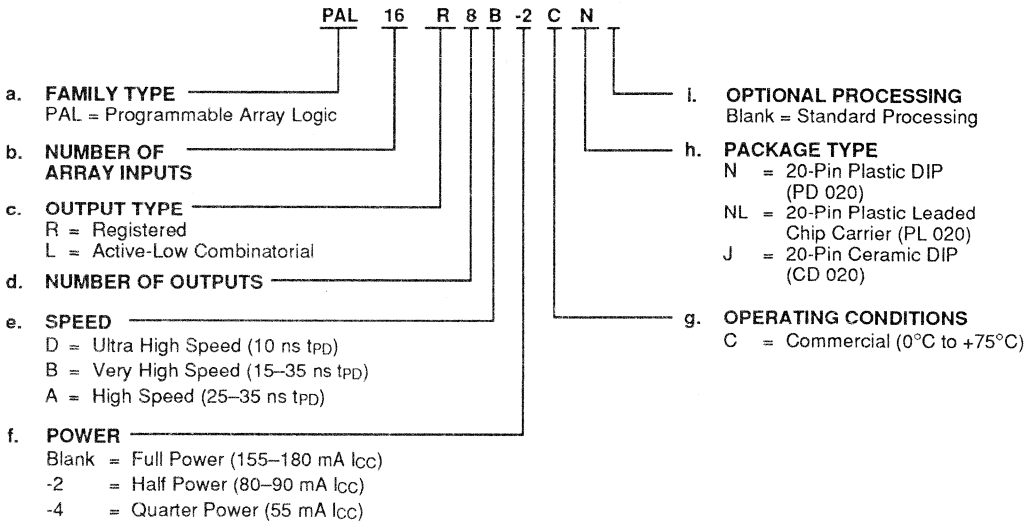 PAL 16 R 8 B -2 C N
a. FAMILY TYPE
PAL = Programmable Array Logic
b. NUMBER OF
ARRAY INPUTS
c. OUTPUT TYPE
R = Registered
L = Active-Low Combinatorial
d. NUMBER OF OUTPUTS
e. SPEED
D = Ultra High Speed (10 ns tPD)
B = Very High Speed (15–35 ns tPD)
A = High Speed (25–35 ns tPD)
f. POWER
Blank = Full Power (155–180 mA ICC)
-2 = Half Power (80–90 mA ICC)
-4 = Quarter Power (55 mA ICC)
i. OPTIONAL PROCESSING
Blank = Standard Processing
h. PACKAGE TYPE
N = 20-Pin Plastic DIP
(PD 020)
NL = 20-Pin Plastic Leaded
Chip Carrier (PL 020)
J = 20-Pin Ceramic DIP
(CD 020)
g. OPERATING CONDITIONS
C = Commercial (0°C to +75°C)